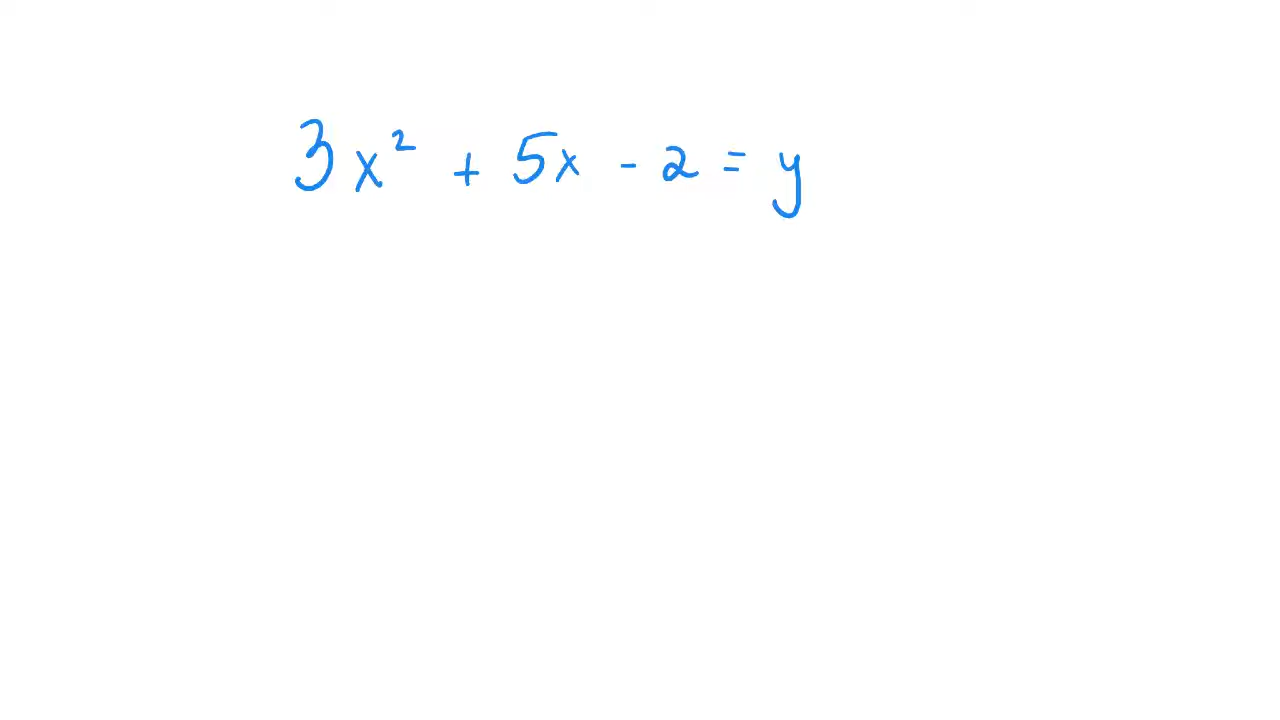 3x² + 5x - 2 = y